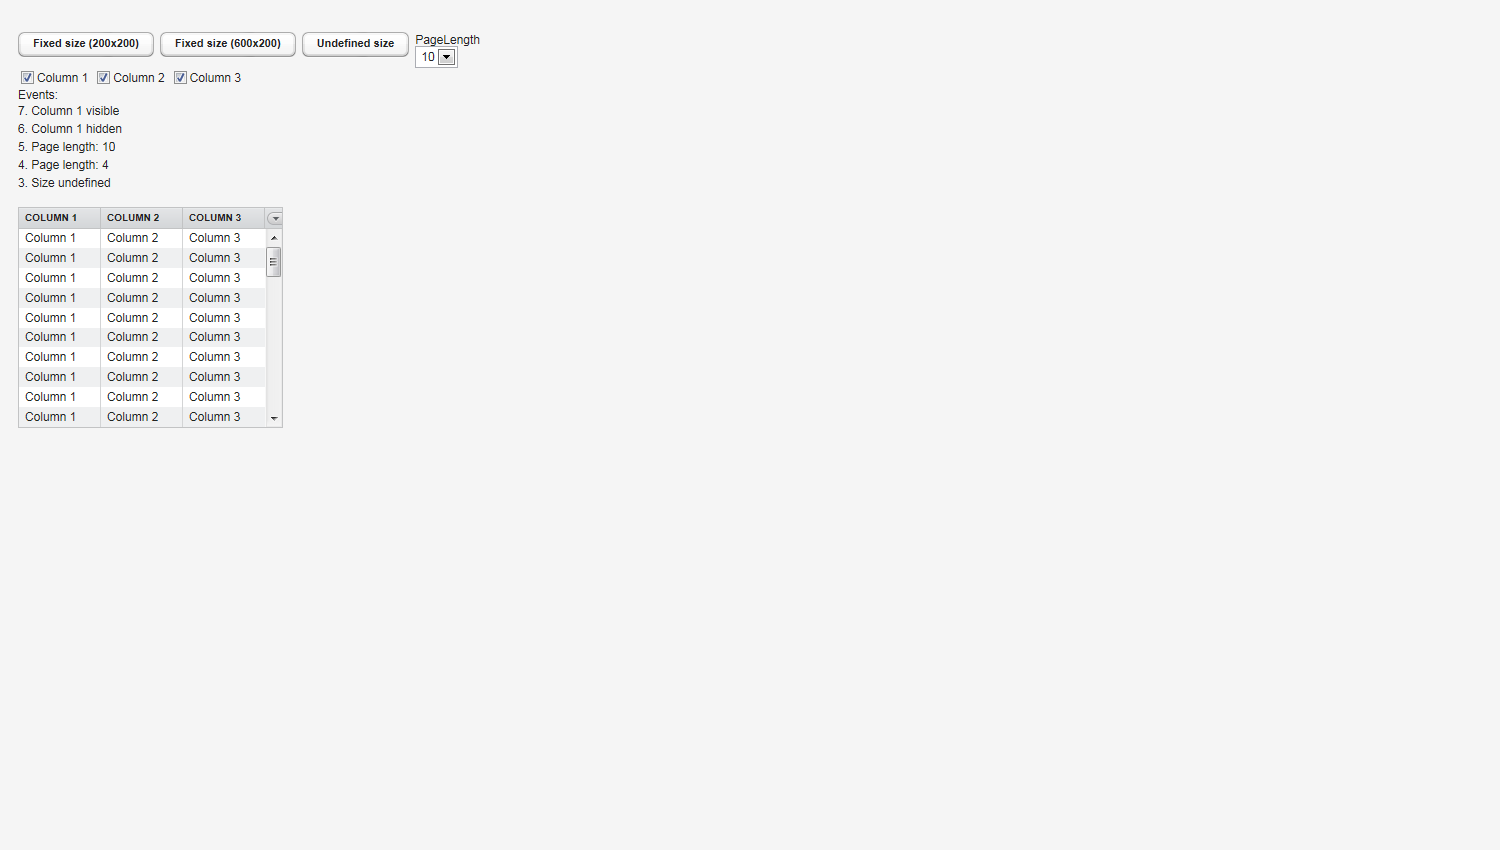 Fixed size (200x200) Fixed size (600x200) Undefined size PageLength
10
Column 1 Column 2 Column 3
Events:
7. Column 1 visible
6. Column 1 hidden
5. Page length: 10
4. Page length: 4
3. Size undefined
COLUMN 1 COLUMN 2 COLUMN 3
Column 1 Column 2 Column 3
Column 1 Column 2 Column 3
Column 1 Column 2 Column 3
Column 1 Column 2 Column 3
Column 1 Column 2 Column 3
Column 1 Column 2 Column 3
Column 1 Column 2 Column 3
Column 1 Column 2 Column 3
Column 1 Column 2 Column 3
Column 1 Column 2 Column 3